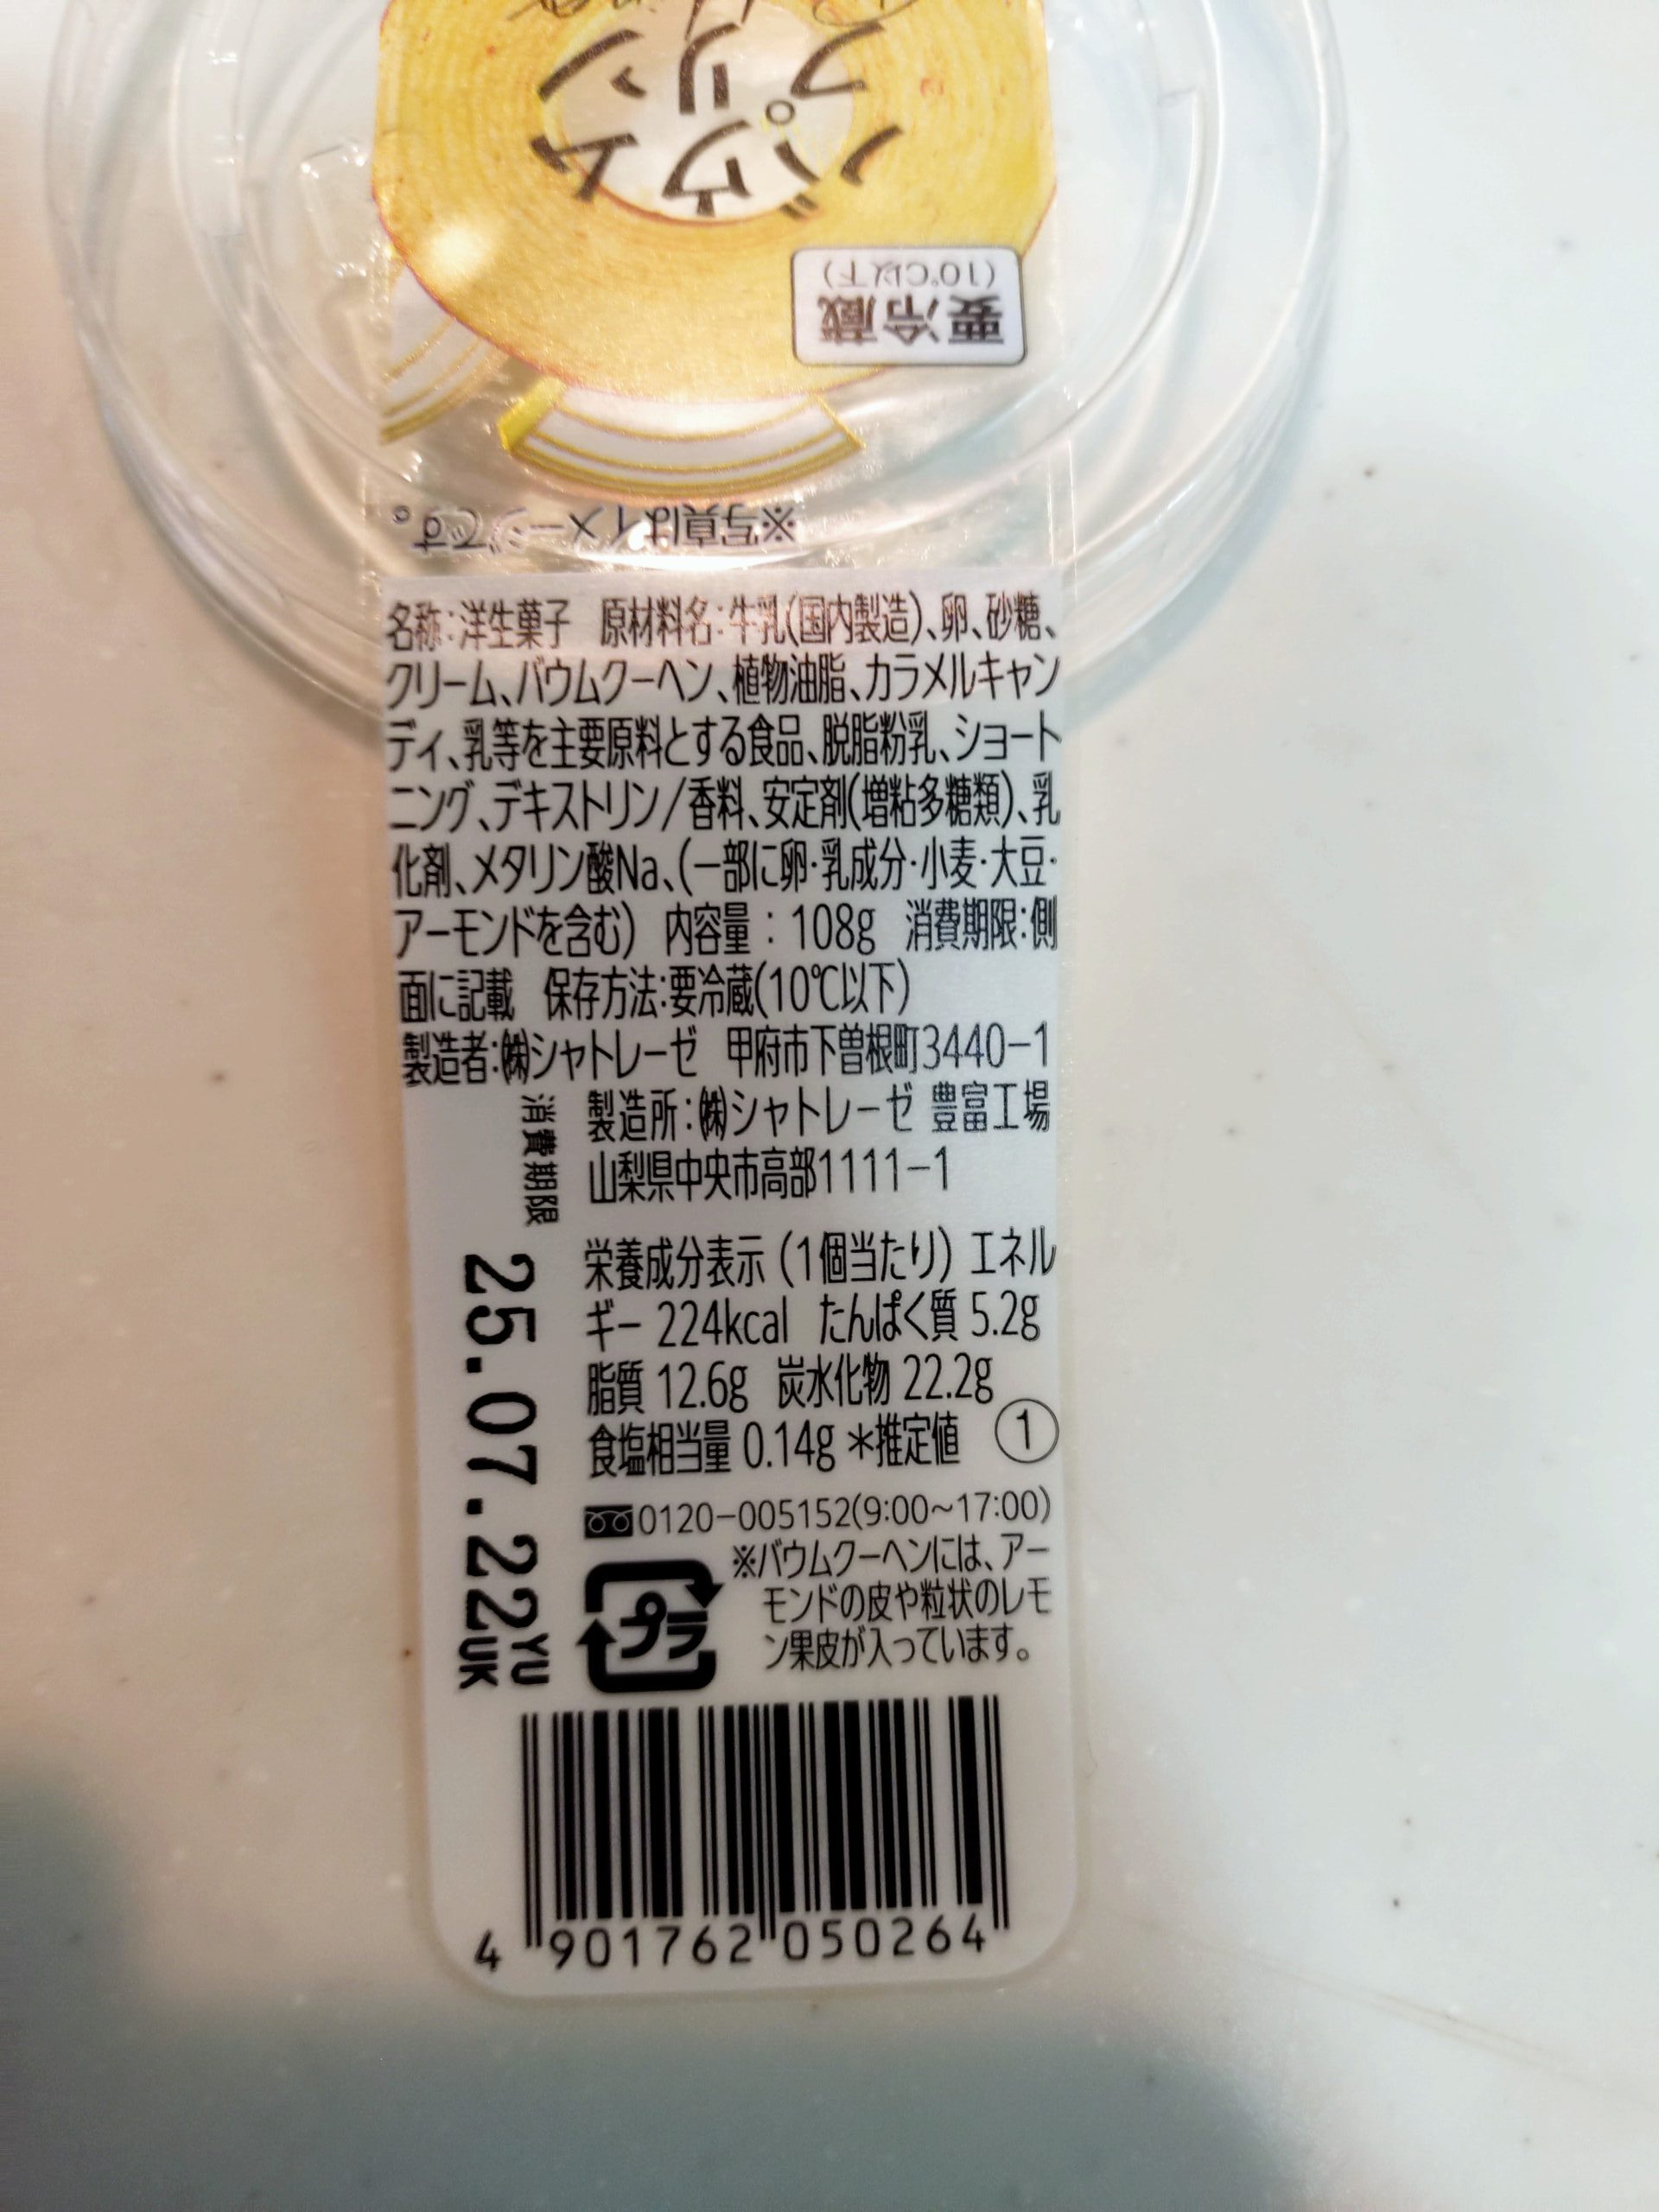 バウム
プリン
要冷蔵
(10℃以下)
※写真はイメージです。
名称:洋生菓子 原材料名:牛乳(国内製造)、卵、砂糖、
クリーム、バウムクーヘン、植物油脂、カラメルキャン
ディ、乳等を主要原料とする食品、脱脂粉乳、ショート
ニング、デキストリン/香料、安定剤(増粘多糖類)、乳
化剤、メタリン酸Na、(一部に卵・乳成分・小麦・大豆・
アーモンドを含む) 内容量:108g 消費期限:側
面に記載 保存方法:要冷蔵(10℃以下)
製造者:㈱シャトレーゼ 甲府市下曽根町3440-1
製造所:㈱シャトレーゼ 豊富工場
山梨県中央市高部1111-1
消費期限
25.07.22YU
UK
栄養成分表示(1個当たり)エネル
ギー 224kcal たんぱく質 5.2g
脂質 12.6g 炭水化物 22.2g
食塩相当量 0.14g *推定値 ①
0120-005152(9:00~17:00)
※バウムクーヘンには、アー
モンドの皮や粒状のレモ
ン果皮が入っています。
プラ
4 901762 050264